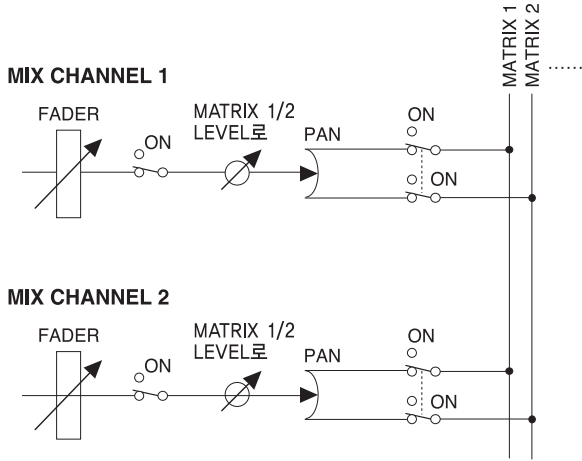 MATRIX 1
MATRIX 2
......
MIX CHANNEL 1
FADER
ON
MATRIX 1/2
LEVEL로
PAN
ON
ON
MIX CHANNEL 2
FADER
ON
MATRIX 1/2
LEVEL로
PAN
ON
ON